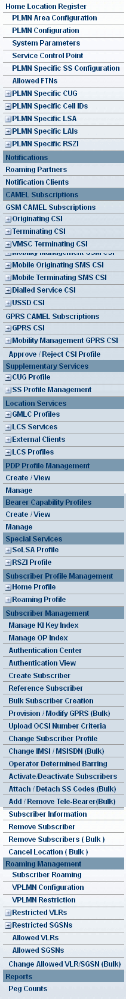 Home Location Register
PLMN Area Configuration
PLMN Configuration
System Parameters
Service Control Point
PLMN Specific SS Configuration
Allowed FTNs
PLMN Specific CUG
PLMN Specific Cell IDs
PLMN Specific LSA
PLMN Specific LAIs
PLMN Specific RSZI
Notifications
Roaming Partners
Notification Clients
CAMEL Subscriptions
GSM CAMEL Subscriptions
Originating CSI
Terminating CSI
VMSC Terminating CSI
Mobility Management GSM CSI
Mobile Originating SMS CSI
Mobile Terminating SMS CSI
Dialled Service CSI
USSD CSI
GPRS CAMEL Subscriptions
GPRS CSI
Mobility Management GPRS CSI
Approve / Reject CSI Profile
Supplementary Services
CUG Profile
SS Profile Management
Location Services
GMLC Profiles
LCS Services
External Clients
LCS Profiles
PDP Profile Management
Create / View
Manage
Bearer Capability Profiles
Create / View
Manage
Special Services
SoLSA Profile
RSZI Profile
Subscriber Profile Management
Home Profile
Roaming Profile
Subscriber Management
Manage KI Key Index
Manage OP Index
Authentication Center
Authentication View
Create Subscriber
Reference Subscriber
Bulk Subscriber Creation
Provision / Modify GPRS (Bulk)
Upload OCSI Number Criteria
Change Subscriber Profile
Change IMSI / MSISDN (Bulk)
Operator Determined Barring
Activate/Deactivate Subscribers
Attach / Detach SS Codes (Bulk)
Add / Remove Tele-Bearer(Bulk)
Subscriber Information
Remove Subscriber
Remove Subscribers ( Bulk )
Cancel Location ( Bulk )
Roaming Management
Subscriber Roaming
VPLMN Configuration
VPLMN Restriction
Restricted VLRs
Restricted SGSNs
Allowed VLRs
Allowed SGSNs
Change Allowed VLR/SGSN (Bulk)
Reports
Peg Counts